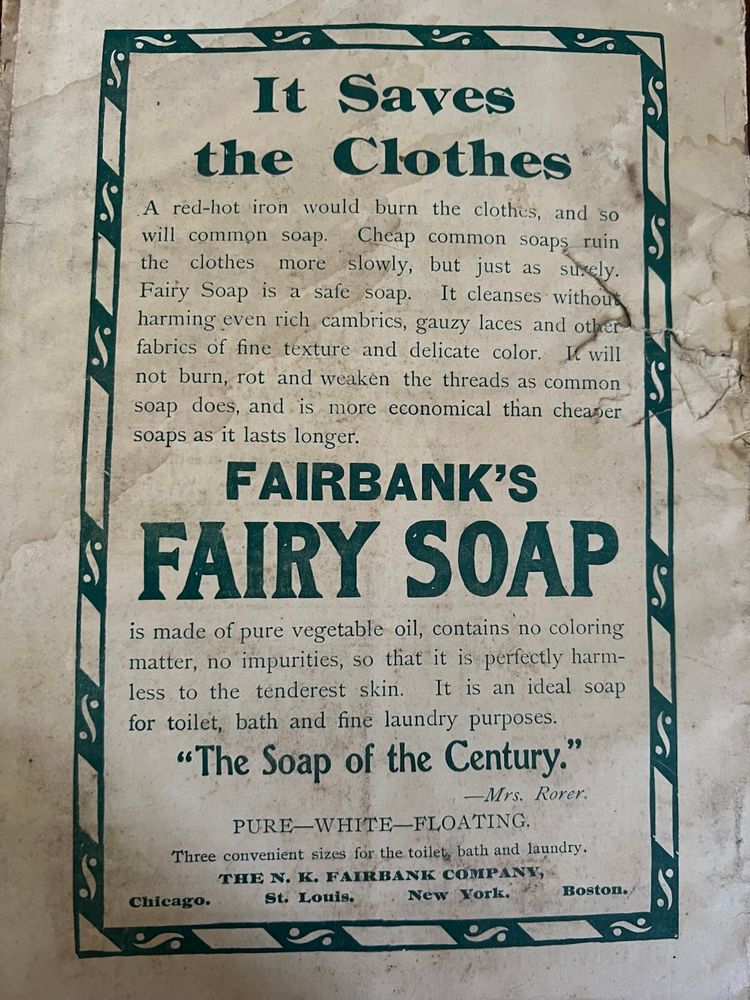 It Saves
the Clothes
A red-hot iron would burn the clothes, and so
will common soap. Cheap common soaps ruin
the clothes more slowly, but just as surely.
Fairy Soap is a safe soap. It cleanses without
harming even rich cambrics, gauzy laces and other
fabrics of fine texture and delicate color. It will
not burn, rot and weaken the threads as common
soap does, and is more economical than cheaper
soaps as it lasts longer.
FAIRBANK'S
FAIRY SOAP
is made of pure vegetable oil, contains no coloring
matter, no impurities, so that it is perfectly harm-
less to the tenderest skin. It is an ideal soap
for toilet, bath and fine laundry purposes.
“The Soap of the Century.”
—Mrs. Rorer.
PURE—WHITE—FLOATING.
Three convenient sizes for the toilet, bath and laundry.
THE N. K. FAIRBANK COMPANY,
Chicago. St. Louis. New York. Boston.